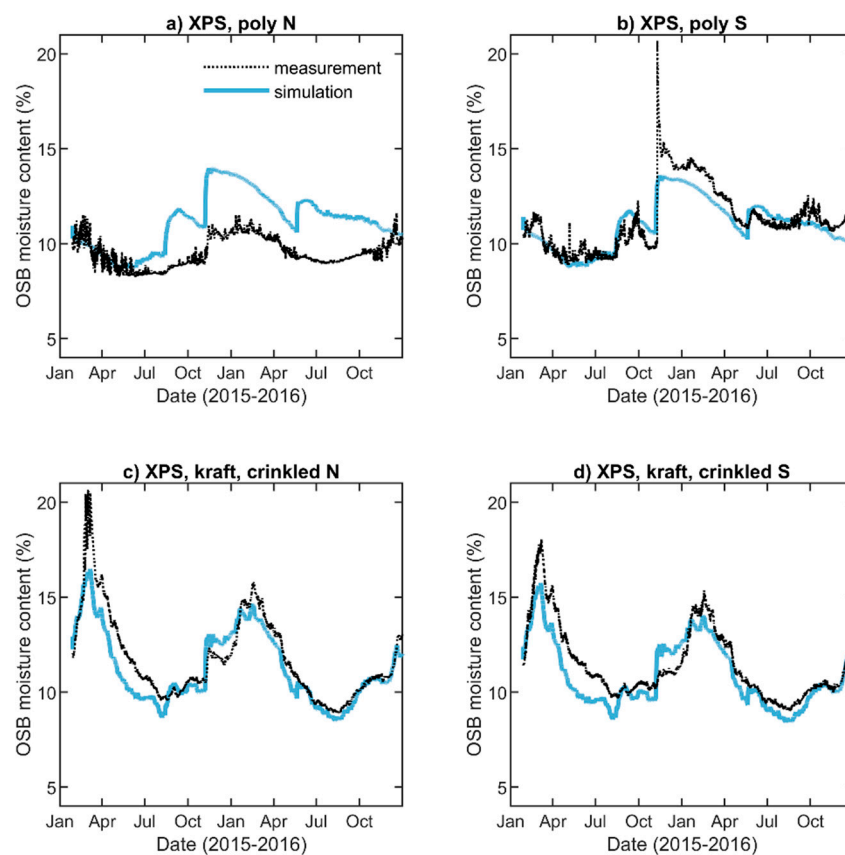 a) XPS, poly N
20
15
10
5
OSB moisture content (%)
measurement
simulation
Jan Apr Jul Oct Jan Apr Jul Oct
Date (2015-2016)
b) XPS, poly S
20
15
10
5
OSB moisture content (%)
Jan Apr Jul Oct Jan Apr Jul Oct
Date (2015-2016)
c) XPS, kraft, crinkled N
20
15
10
5
OSB moisture content (%)
Jan Apr Jul Oct Jan Apr Jul Oct
Date (2015-2016)
d) XPS, kraft, crinkled S
20
15
10
5
OSB moisture content (%)
Jan Apr Jul Oct Jan Apr Jul Oct
Date (2015-2016)